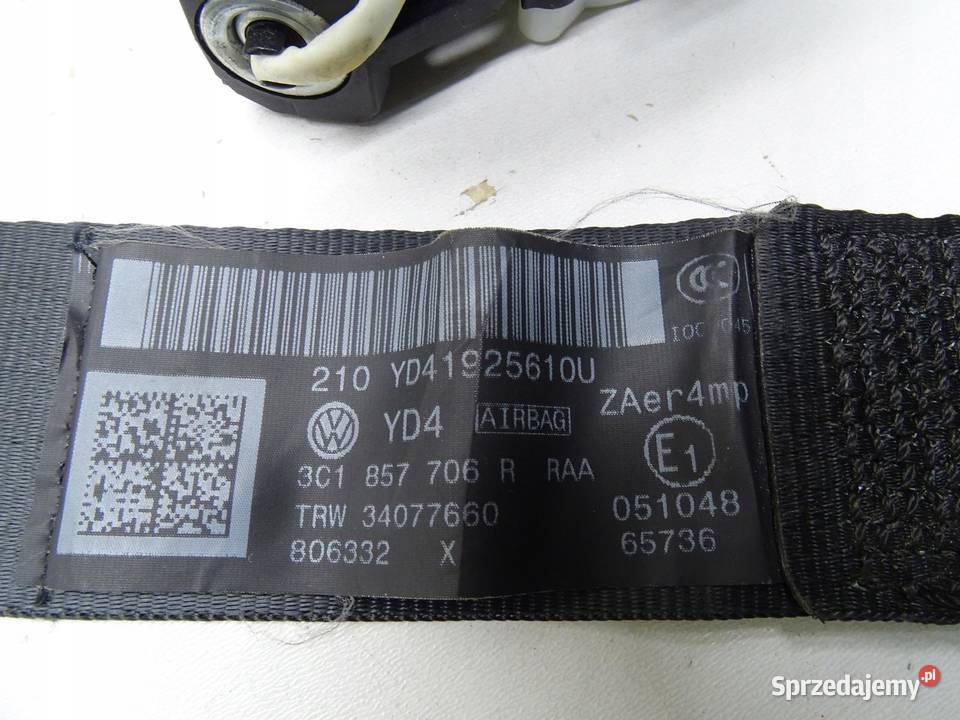 210 YD41925610U
YD4 AIRBAG
ZAer4mp
3C1 857 706 R RAA
E1
TRW 34077660
051048
806332 X
65736
Sprzedajemy.pl